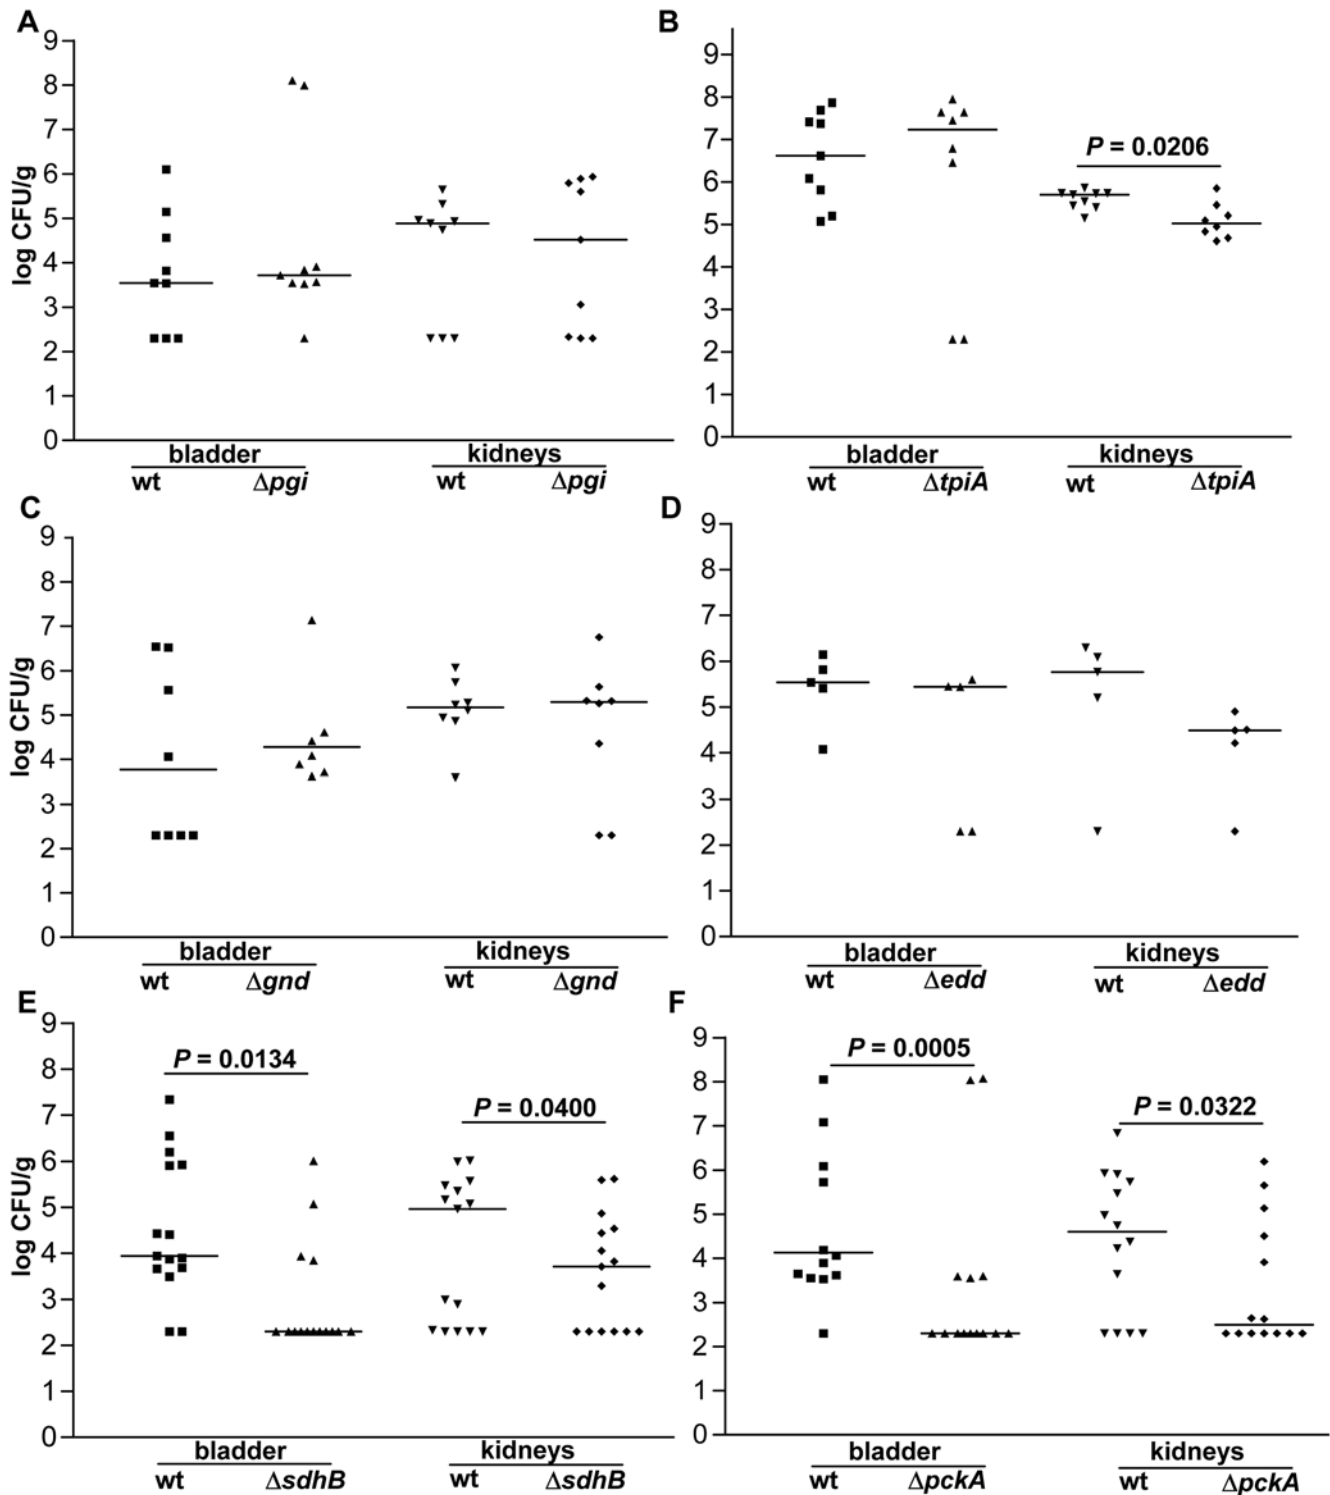 A
B
log CFU/g
9
8
7
6
5
4
3
2
1
0
9
8
7
6
5
4
3
2
1
0
P = 0.0206
bladder
kidneys
wt
Δpgi
wt
Δpgi
bladder
kidneys
wt
ΔtpiA
wt
ΔtpiA
C
D
log CFU/g
9
8
7
6
5
4
3
2
1
0
9
8
7
6
5
4
3
2
1
0
bladder
kidneys
wt
Δgnd
wt
Δgnd
bladder
kidneys
wt
Δedd
wt
Δedd
E
F
log CFU/g
9
8
7
6
5
4
3
2
1
0
P = 0.0134
P = 0.0400
9
8
7
6
5
4
3
2
1
0
P = 0.0005
P = 0.0322
bladder
kidneys
wt
ΔsdhB
wt
ΔsdhB
bladder
kidneys
wt
ΔpckA
wt
ΔpckA